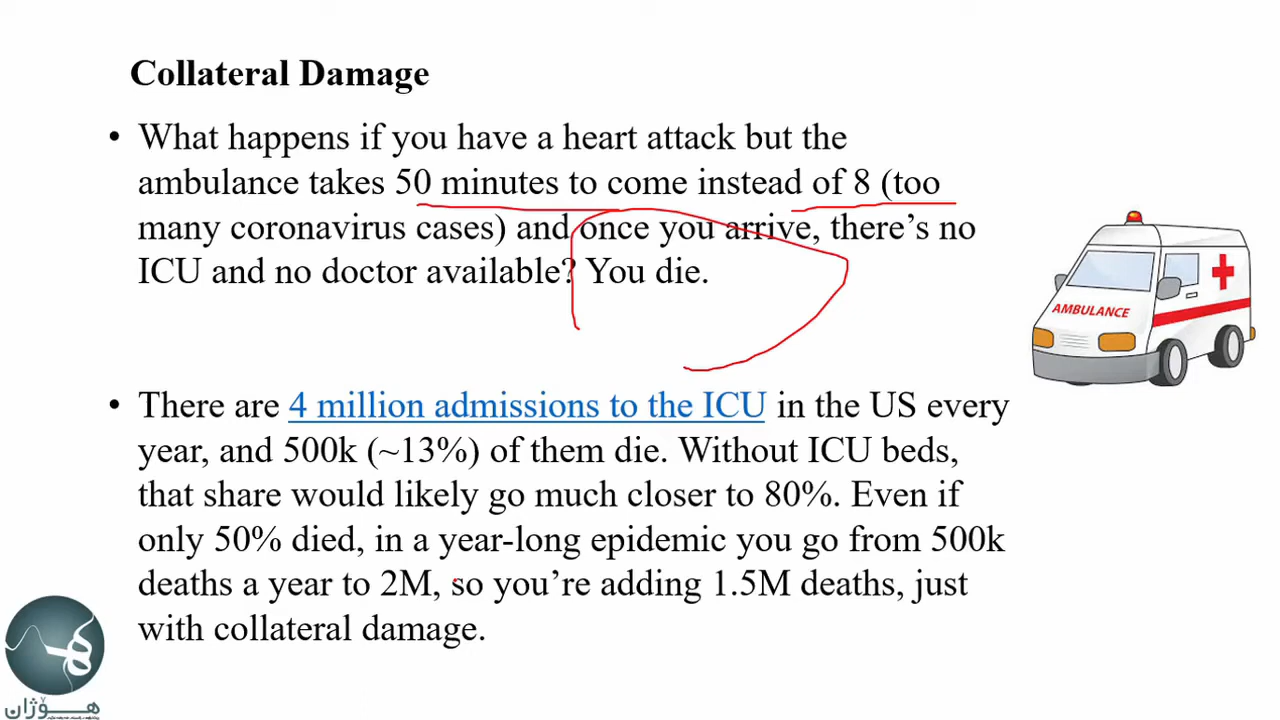 Collateral Damage
• What happens if you have a heart attack but the
ambulance takes 50 minutes to come instead of 8 (too
many coronavirus cases) and once you arrive, there’s no
ICU and no doctor available? You die.
AMBULANCE
• There are 4 million admissions to the ICU in the US every
year, and 500k (~13%) of them die. Without ICU beds,
that share would likely go much closer to 80%. Even if
only 50% died, in a year-long epidemic you go from 500k
deaths a year to 2M, so you’re adding 1.5M deaths, just
with collateral damage.
هۆژان